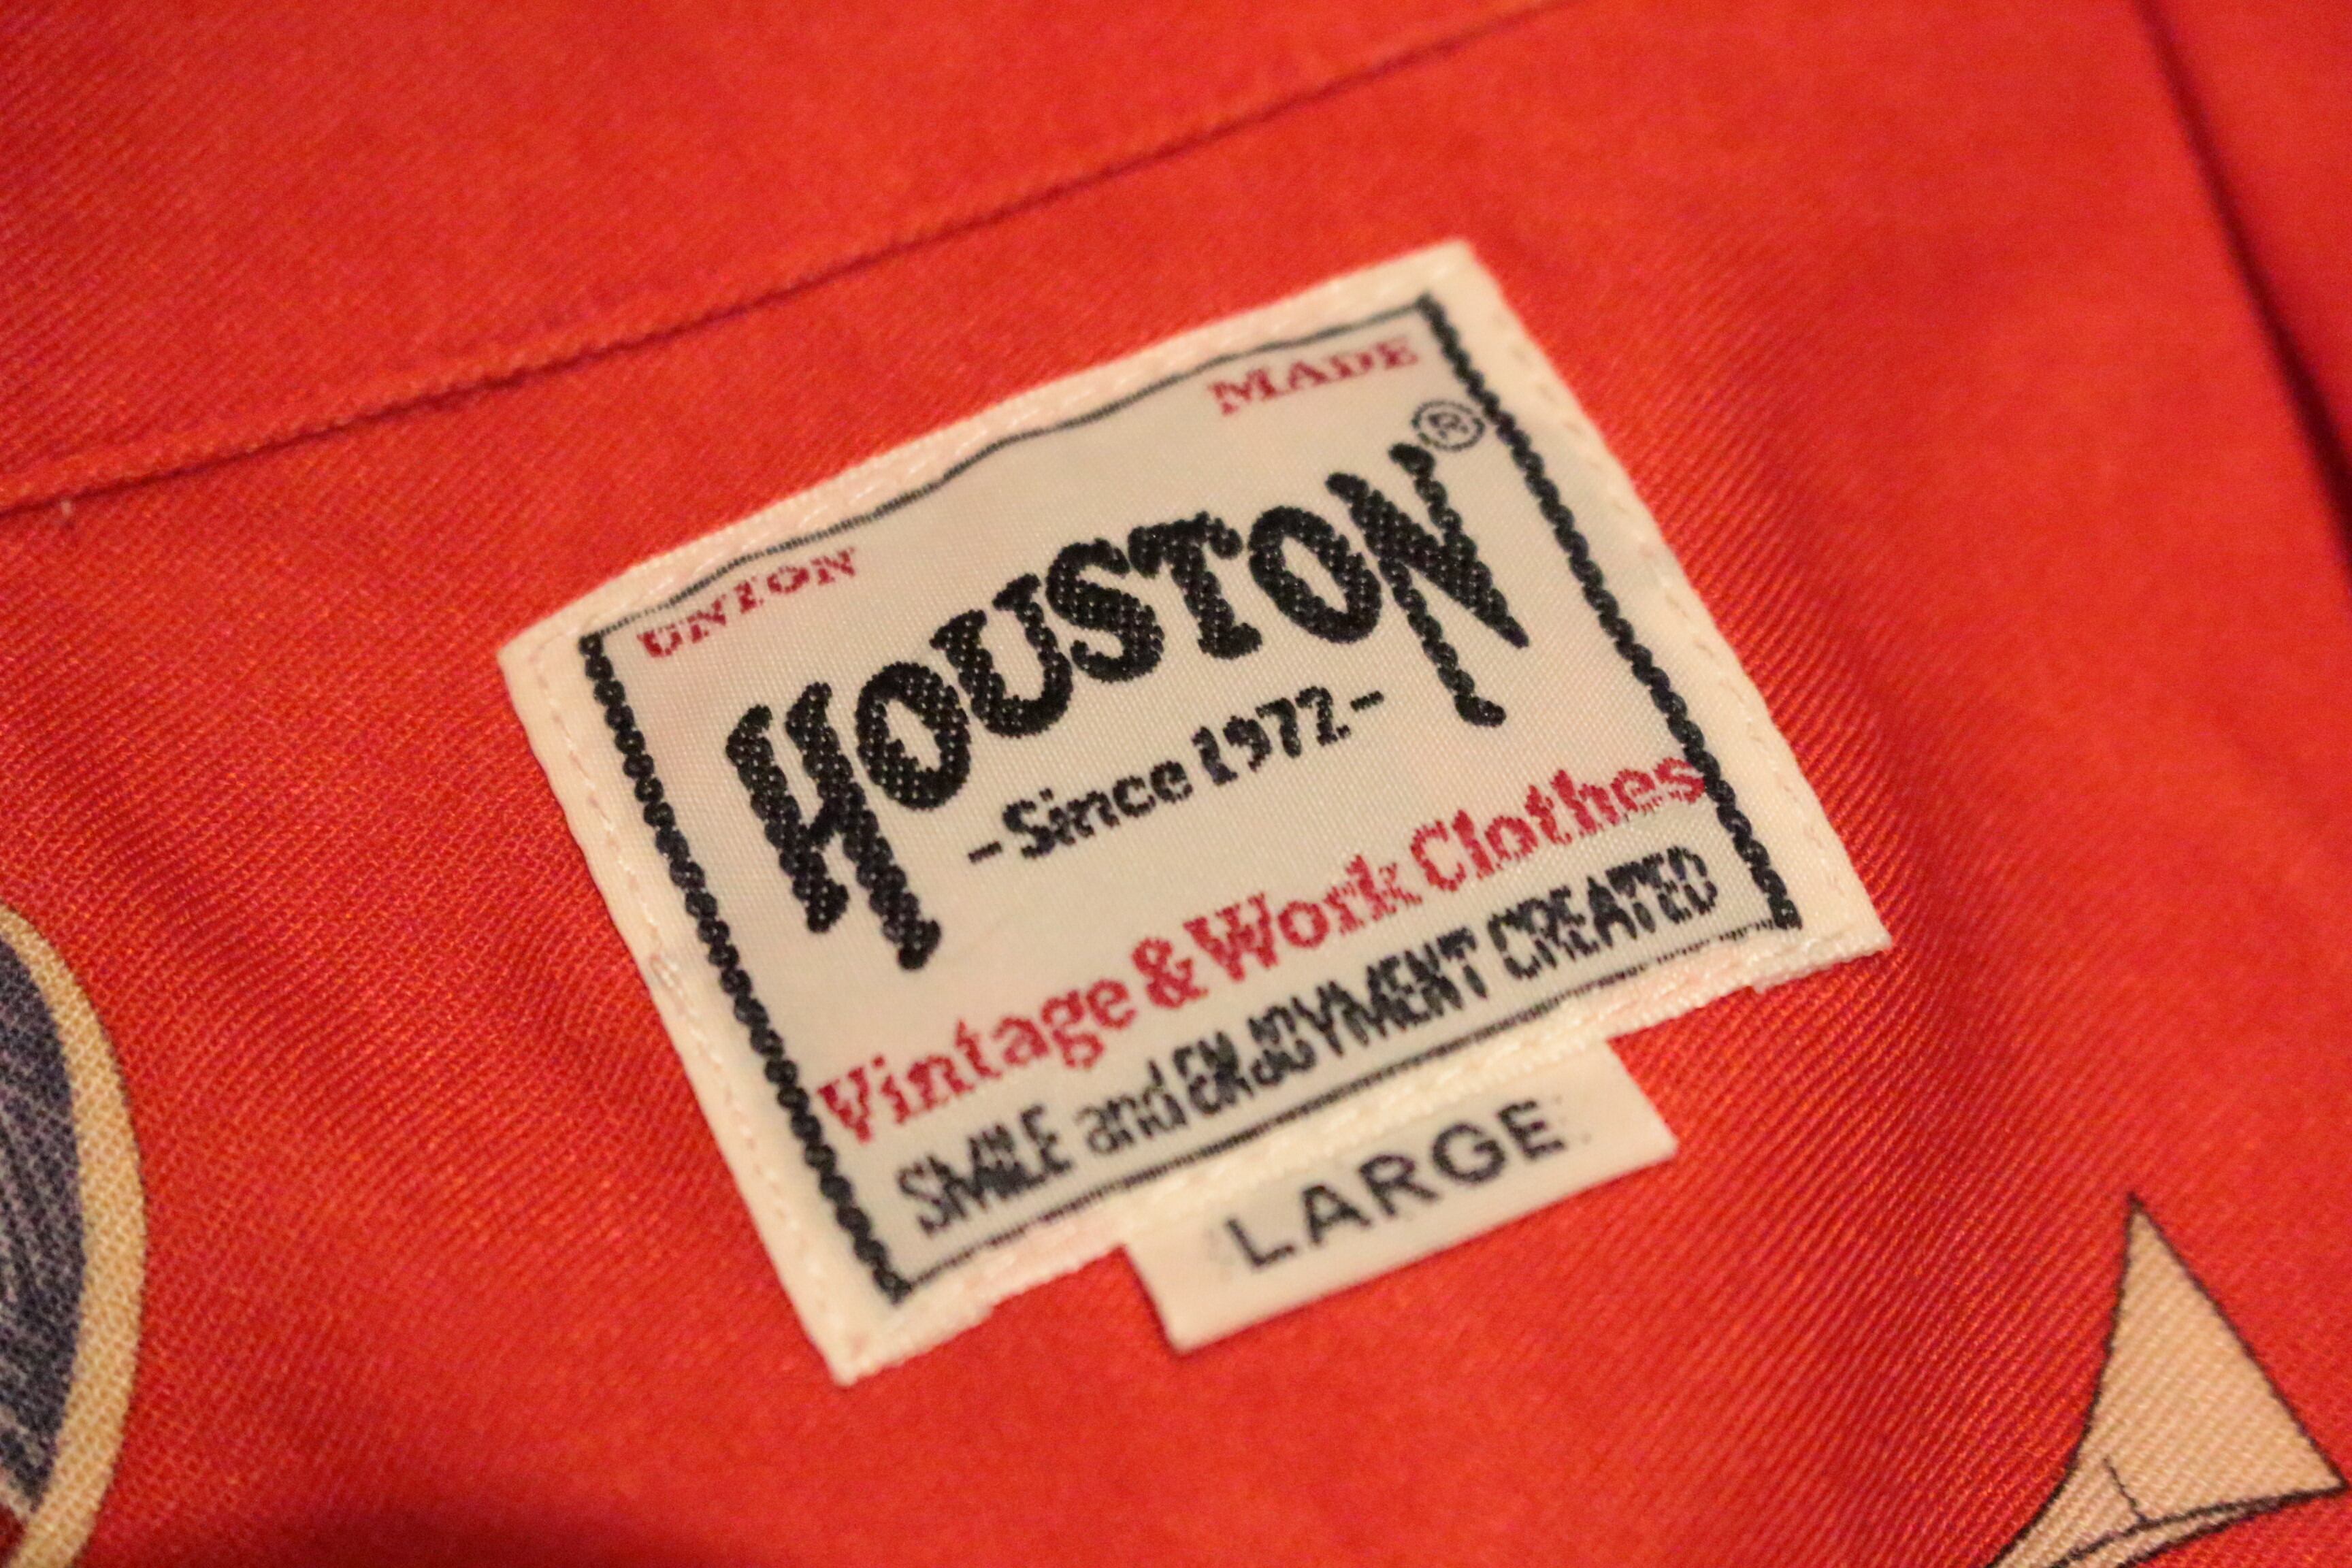 UNION MADE
HOUSTON®
-Since 1972-
Vintage & Work Clothes
SMILE and ENJOYMENT CREATED
LARGE